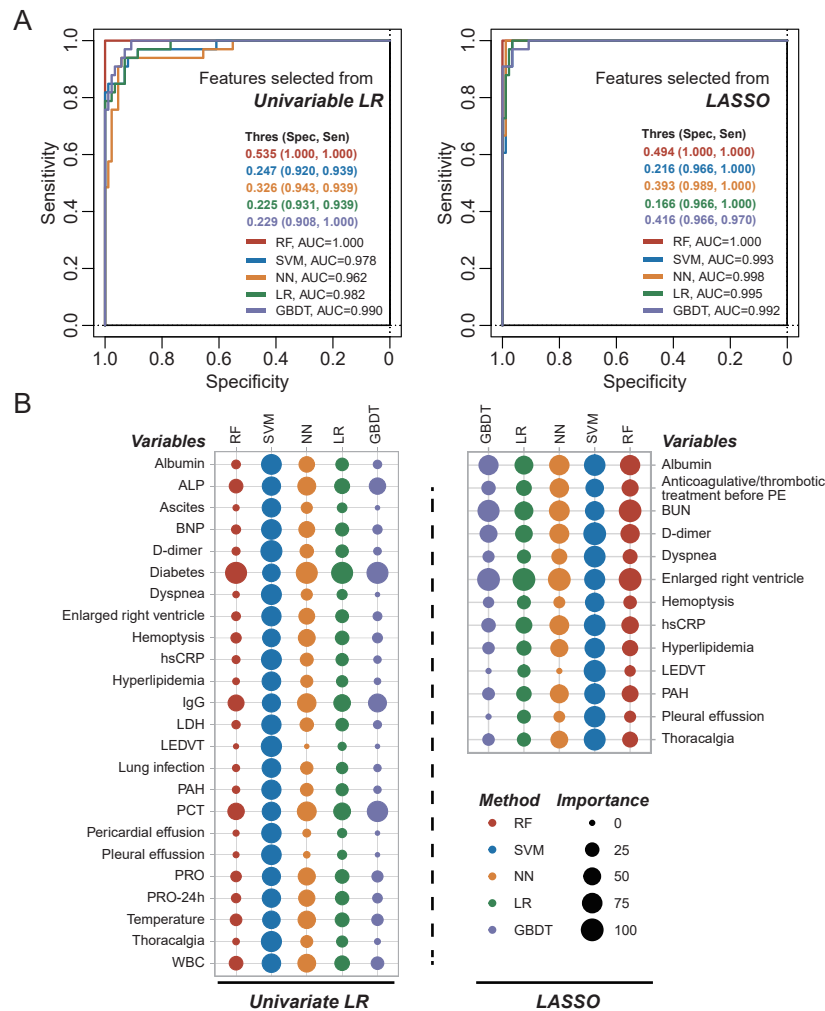 A
Sensitivity
1.0
0.8
0.6
0.4
0.2
0.0
Features selected from
Univariable LR
Thres (Spec, Sen)
0.535 (1.000, 1.000)
0.247 (0.920, 0.939)
0.326 (0.943, 0.939)
0.225 (0.931, 0.939)
0.229 (0.908, 1.000)
RF, AUC=1.000
SVM, AUC=0.978
NN, AUC=0.962
LR, AUC=0.982
GBDT, AUC=0.990
1.0 0.8 0.6 0.4 0.2 0
Specificity
Sensitivity
1.0
0.8
0.6
0.4
0.2
0.0
Features selected from
LASSO
Thres (Spec, Sen)
0.494 (1.000, 1.000)
0.216 (0.966, 1.000)
0.393 (0.989, 1.000)
0.166 (0.966, 1.000)
0.416 (0.966, 0.970)
RF, AUC=1.000
SVM, AUC=0.993
NN, AUC=0.998
LR, AUC=0.995
GBDT, AUC=0.992
1.0 0.8 0.6 0.4 0.2 0
Specificity
B
Variables
RF
SVM
NN
LR
GBDT
Albumin
ALP
Ascites
BNP
D-dimer
Diabetes
Dyspnea
Enlarged right ventricle
Hemoptysis
hsCRP
Hyperlipidemia
IgG
LDH
LEDVT
Lung infection
PAH
PCT
Pericardial effusion
Pleural effussion
PRO
PRO-24h
Temperature
Thoracalgia
WBC
Univariate LR
GBDT
LR
NN
SVM
RF
Variables
Albumin
Anticoagulative/thrombotic
treatment before PE
BUN
D-dimer
Dyspnea
Enlarged right ventricle
Hemoptysis
hsCRP
Hyperlipidemia
LEDVT
PAH
Pleural effussion
Thoracalgia
Method Importance
RF 0
SVM 25
NN 50
LR 75
GBDT 100
LASSO